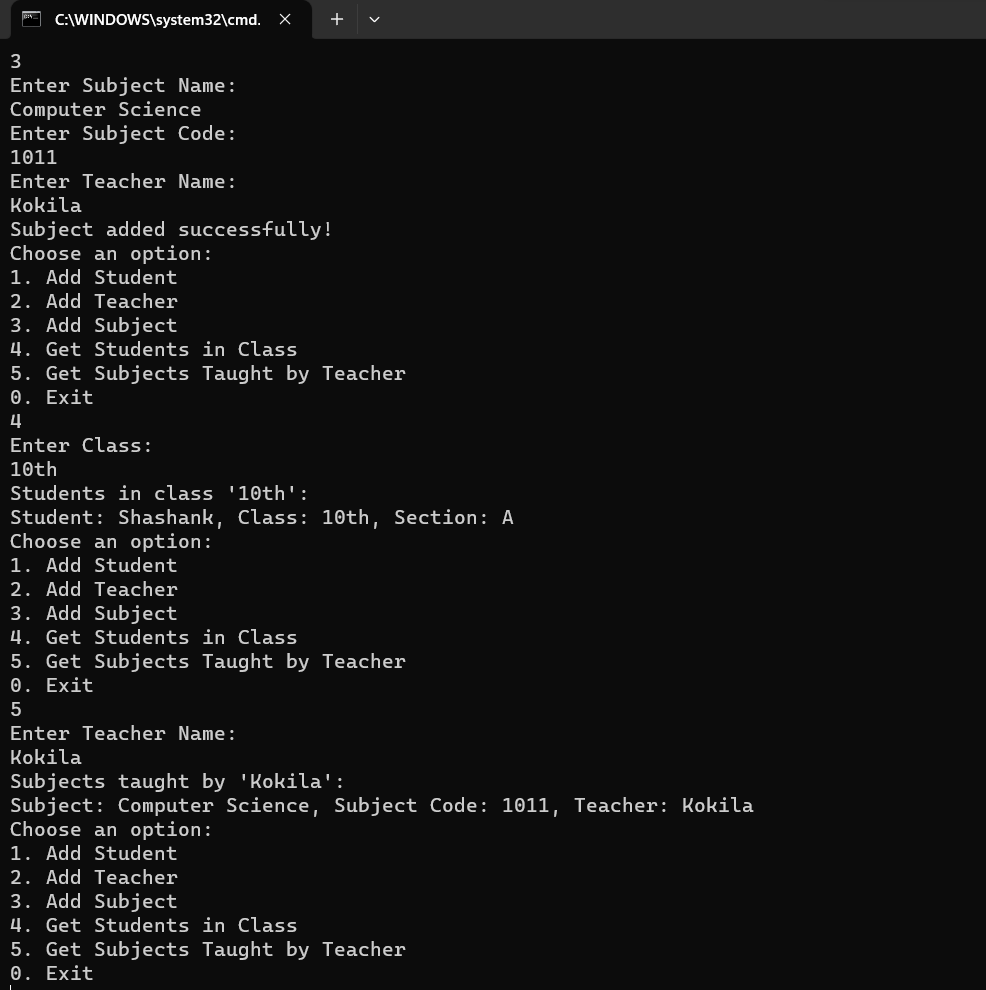 C:\WINDOWS\system32\cmd.
3
Enter Subject Name:
Computer Science
Enter Subject Code:
1011
Enter Teacher Name:
Kokila
Subject added successfully!
Choose an option:
1. Add Student
2. Add Teacher
3. Add Subject
4. Get Students in Class
5. Get Subjects Taught by Teacher
0. Exit
4
Enter Class:
10th
Students in class '10th':
Student: Shashank, Class: 10th, Section: A
Choose an option:
1. Add Student
2. Add Teacher
3. Add Subject
4. Get Students in Class
5. Get Subjects Taught by Teacher
0. Exit
5
Enter Teacher Name:
Kokila
Subjects taught by 'Kokila':
Subject: Computer Science, Subject Code: 1011, Teacher: Kokila
Choose an option:
1. Add Student
2. Add Teacher
3. Add Subject
4. Get Students in Class
5. Get Subjects Taught by Teacher
0. Exit